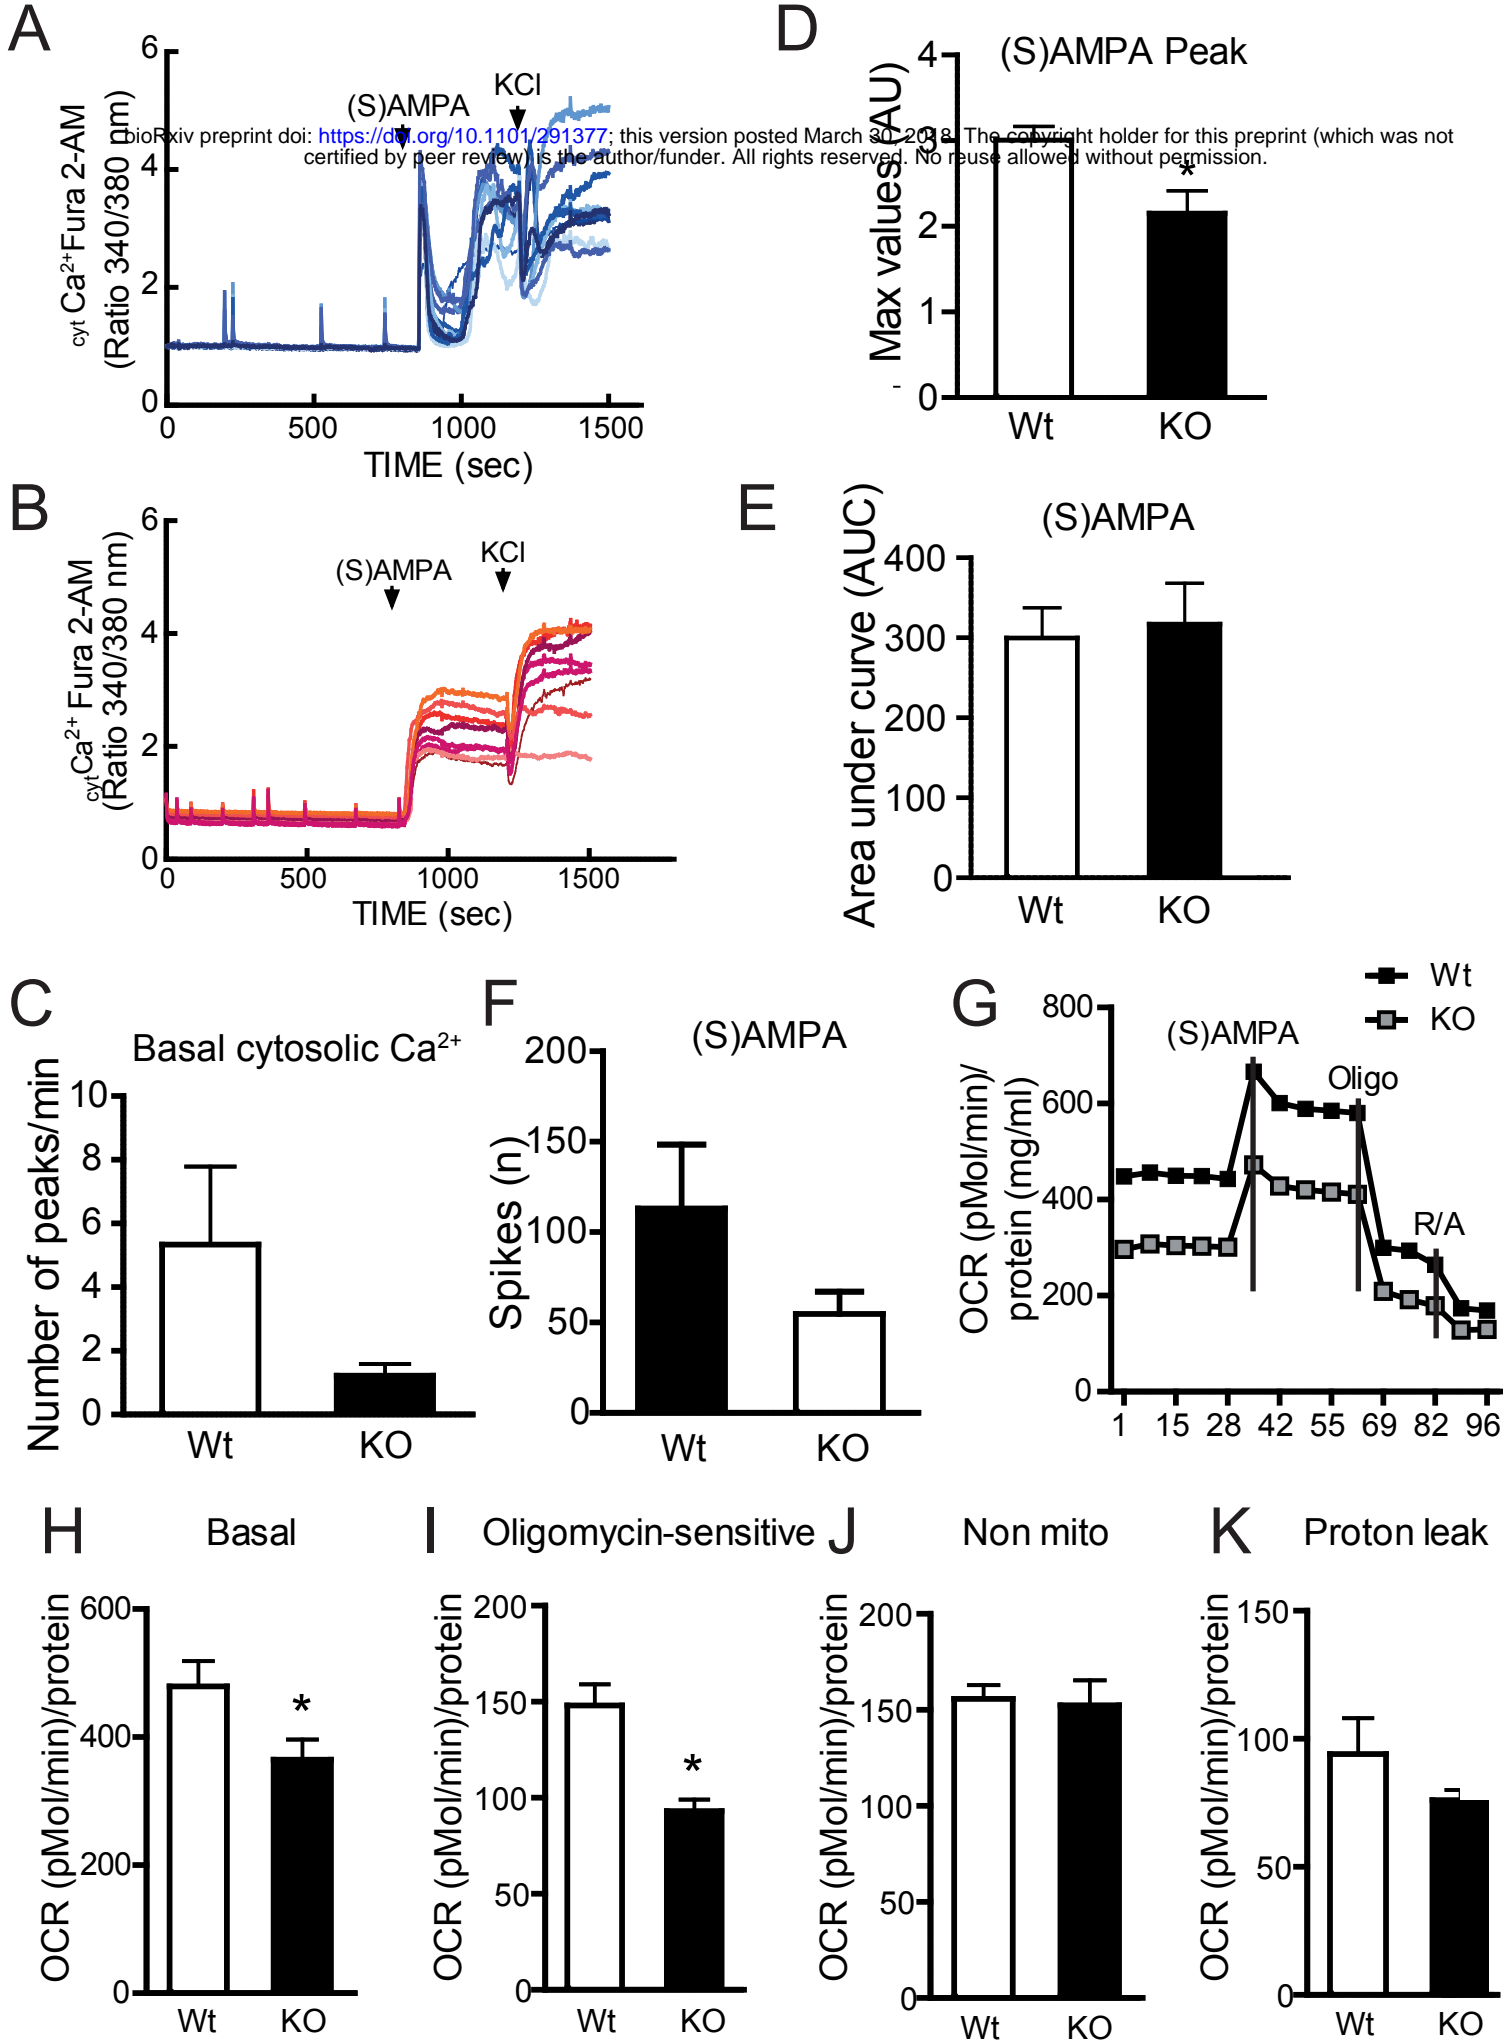 A
6
4
2
0
cyt Ca2+ Fura 2-AM
(Ratio 340/380 nm)
(S)AMPA
KCl
0 500 1000 1500
TIME (sec)
bioRxiv preprint doi: https://doi.org/10.1101/291377; this version posted March 30, 2018. The copyright holder for this preprint (which was not
certified by peer review) is the author/funder. All rights reserved. No reuse allowed without permission.
D
(S)AMPA Peak
Max values (AU)
4
3
2
1
0
*
Wt KO
B
6
4
2
0
cytCa2+ Fura 2-AM
(Ratio 340/380 nm)
(S)AMPA
KCl
0 500 1000 1500
TIME (sec)
E
(S)AMPA
Area under curve (AUC)
400
300
200
100
0
Wt KO
C
Basal cytosolic Ca2+
Number of peaks/min
10
8
6
4
2
0
Wt KO
F
(S)AMPA
Spikes (n)
200
150
100
50
0
Wt KO
G
Wt
KO
OCR (pMol/min)/
protein (mg/ml)
800
600
400
200
0
(S)AMPA
Oligo
R/A
1 15 28 42 55 69 82 96
H
Basal
OCR (pMol/min)/protein
600
400
200
0
*
Wt KO
I
Oligomycin-sensitive
OCR (pMol/min)/protein
200
150
100
50
0
*
Wt KO
J
Non mito
OCR (pMol/min)/protein
200
150
100
50
0
Wt KO
K
Proton leak
OCR (pMol/min)/protein
150
100
50
0
Wt KO